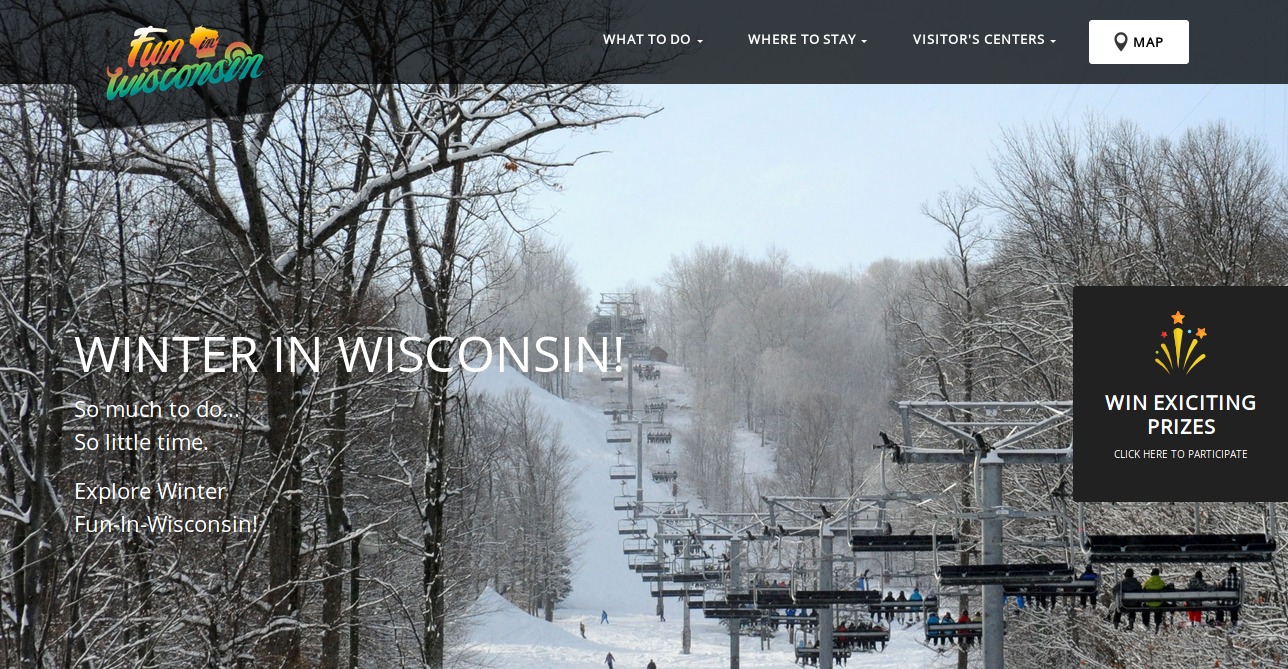 Fun in
Wisconsin
WHAT TO DO
WHERE TO STAY
VISITOR'S CENTERS
MAP
WINTER IN WISCONSIN!
So much to do...
So little time.
Explore Winter
Fun-In-Wisconsin!
WIN EXICITING
PRIZES
CLICK HERE TO PARTICIPATE